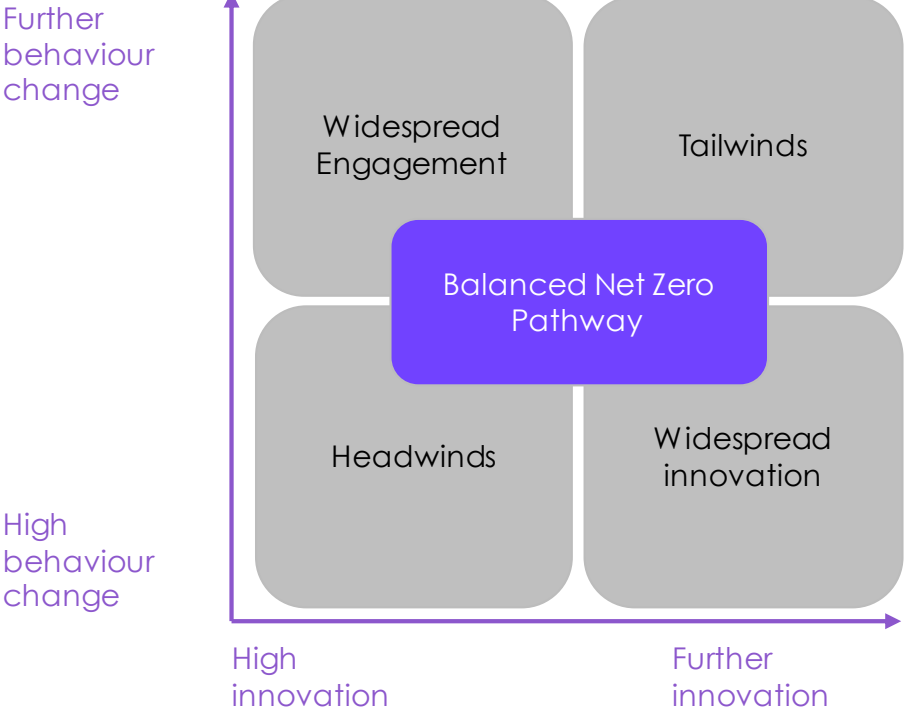 Further
behaviour
change
Widespread
Engagement
Tailwinds
Balanced Net Zero
Pathway
Headwinds
Widespread
innovation
High
behaviour
change
High
innovation
Further
innovation